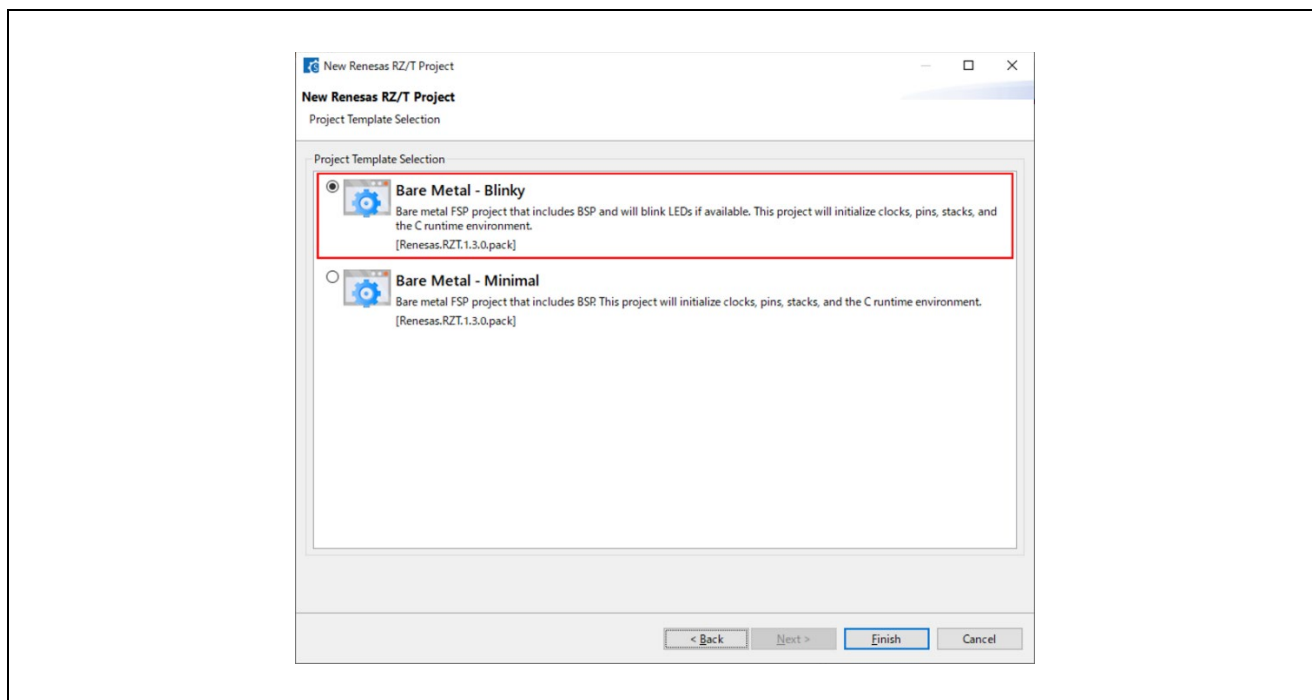 New Renesas RZ/T Project
New Renesas RZ/T Project
Project Template Selection
Project Template Selection
Bare Metal - Blinky
Bare metal FSP project that includes BSP and will blink LEDs if available. This project will initialize clocks, pins, stacks, and
the C runtime environment.
[Renesas.RZT.1.3.0.pack]
Bare Metal - Minimal
Bare metal FSP project that includes BSP. This project will initialize clocks, pins, stacks, and the C runtime environment.
[Renesas.RZT.1.3.0.pack]
< Back Next > Finish Cancel